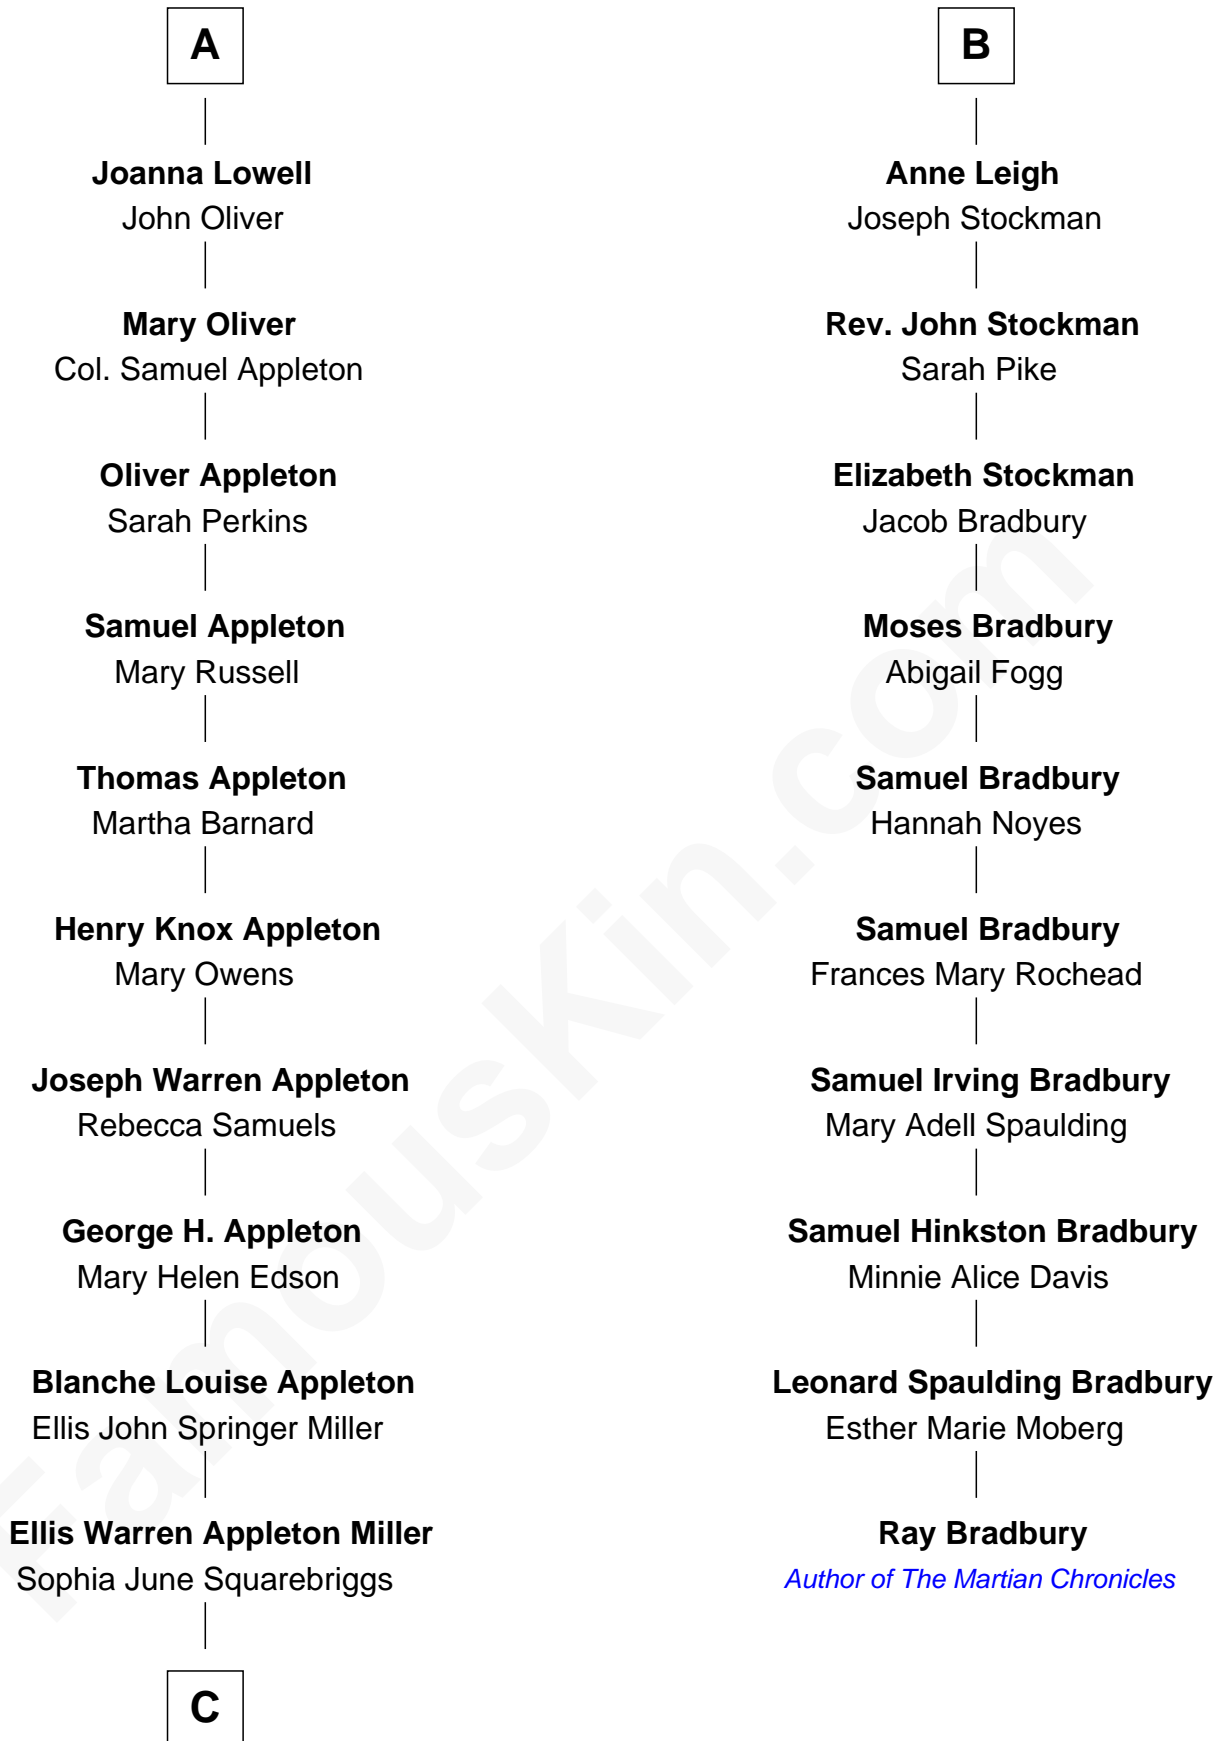 A
Joanna Lowell
John Oliver
Mary Oliver
Col. Samuel Appleton
Oliver Appleton
Sarah Perkins
Samuel Appleton
Mary Russell
Thomas Appleton
Martha Barnard
Henry Knox Appleton
Mary Owens
Joseph Warren Appleton
Rebecca Samuels
George H. Appleton
Mary Helen Edson
Blanche Louise Appleton
Ellis John Springer Miller
Ellis Warren Appleton Miller
Sophia June Squarebriggs
C
B
Anne Leigh
Joseph Stockman
Rev. John Stockman
Sarah Pike
Elizabeth Stockman
Jacob Bradbury
Moses Bradbury
Abigail Fogg
Samuel Bradbury
Hannah Noyes
Samuel Bradbury
Frances Mary Rochead
Samuel Irving Bradbury
Mary Adell Spaulding
Samuel Hinkston Bradbury
Minnie Alice Davis
Leonard Spaulding Bradbury
Esther Marie Moberg
Ray Bradbury
Author of The Martian Chronicles
FamousKin.com